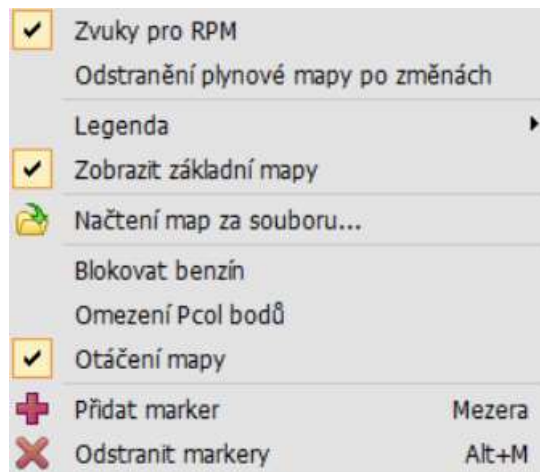 Zvuky pro RPM
Odstranění plynové mapy po změnách
Legenda
Zobrazit základní mapy
Načtení map za souboru...
Blokovat benzín
Omezení Pcol bodů
Otáčení mapy
Přidat marker Mezera
Odstranit markery Alt+M